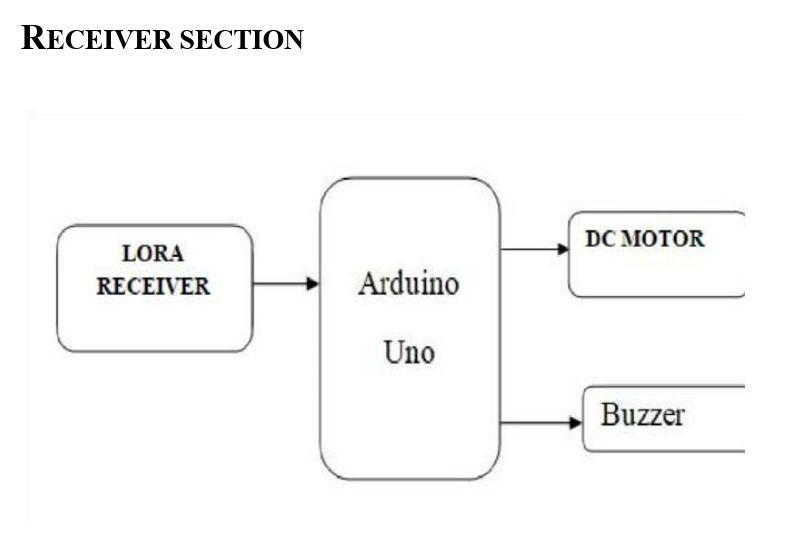 RECEIVER SECTION
LORA
RECEIVER
Arduino
Uno
DC MOTOR
Buzzer